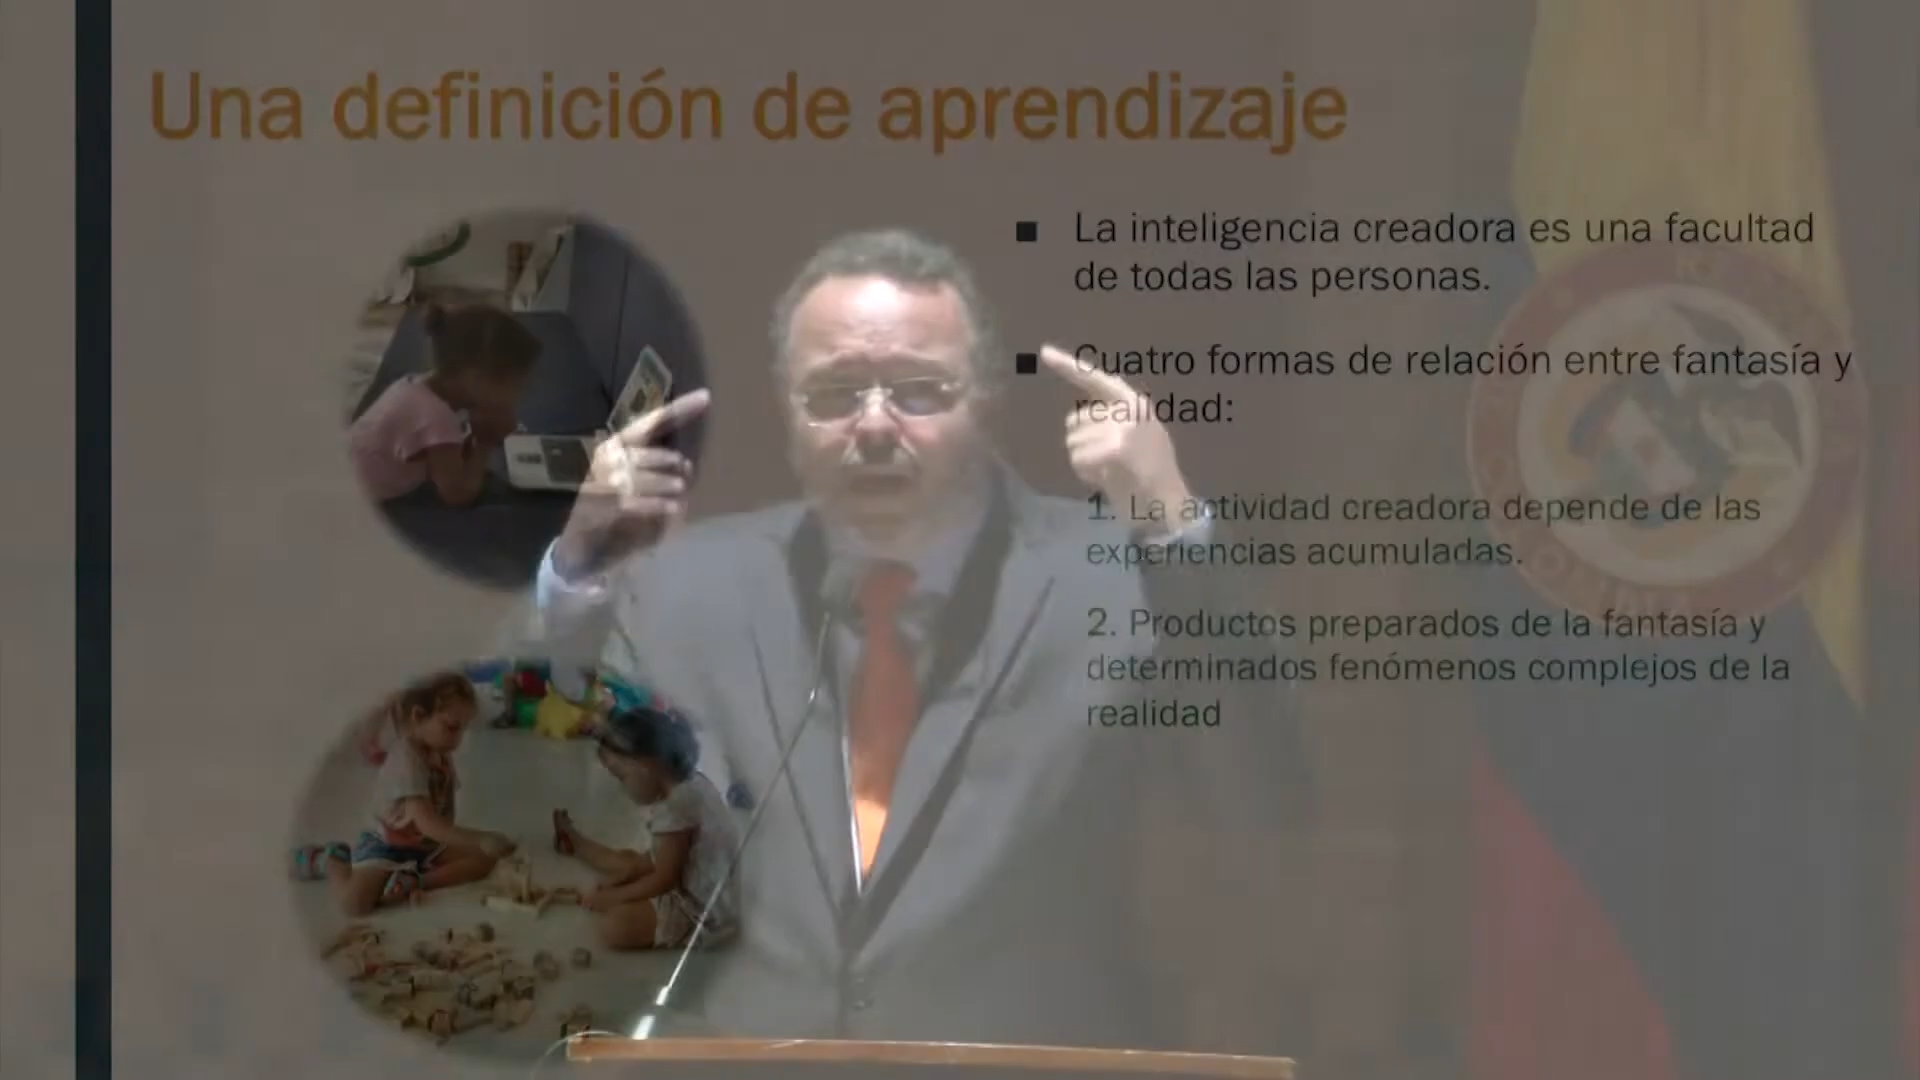 Una definición de aprendizaje
■ La inteligencia creadora es una facultad
de todas las personas.
■ Cuatro formas de relación entre fantasía y
realidad:
1. La actividad creadora depende de las
experiencias acumuladas.
2. Productos preparados de la fantasía y
determinados fenómenos complejos de la
realidad